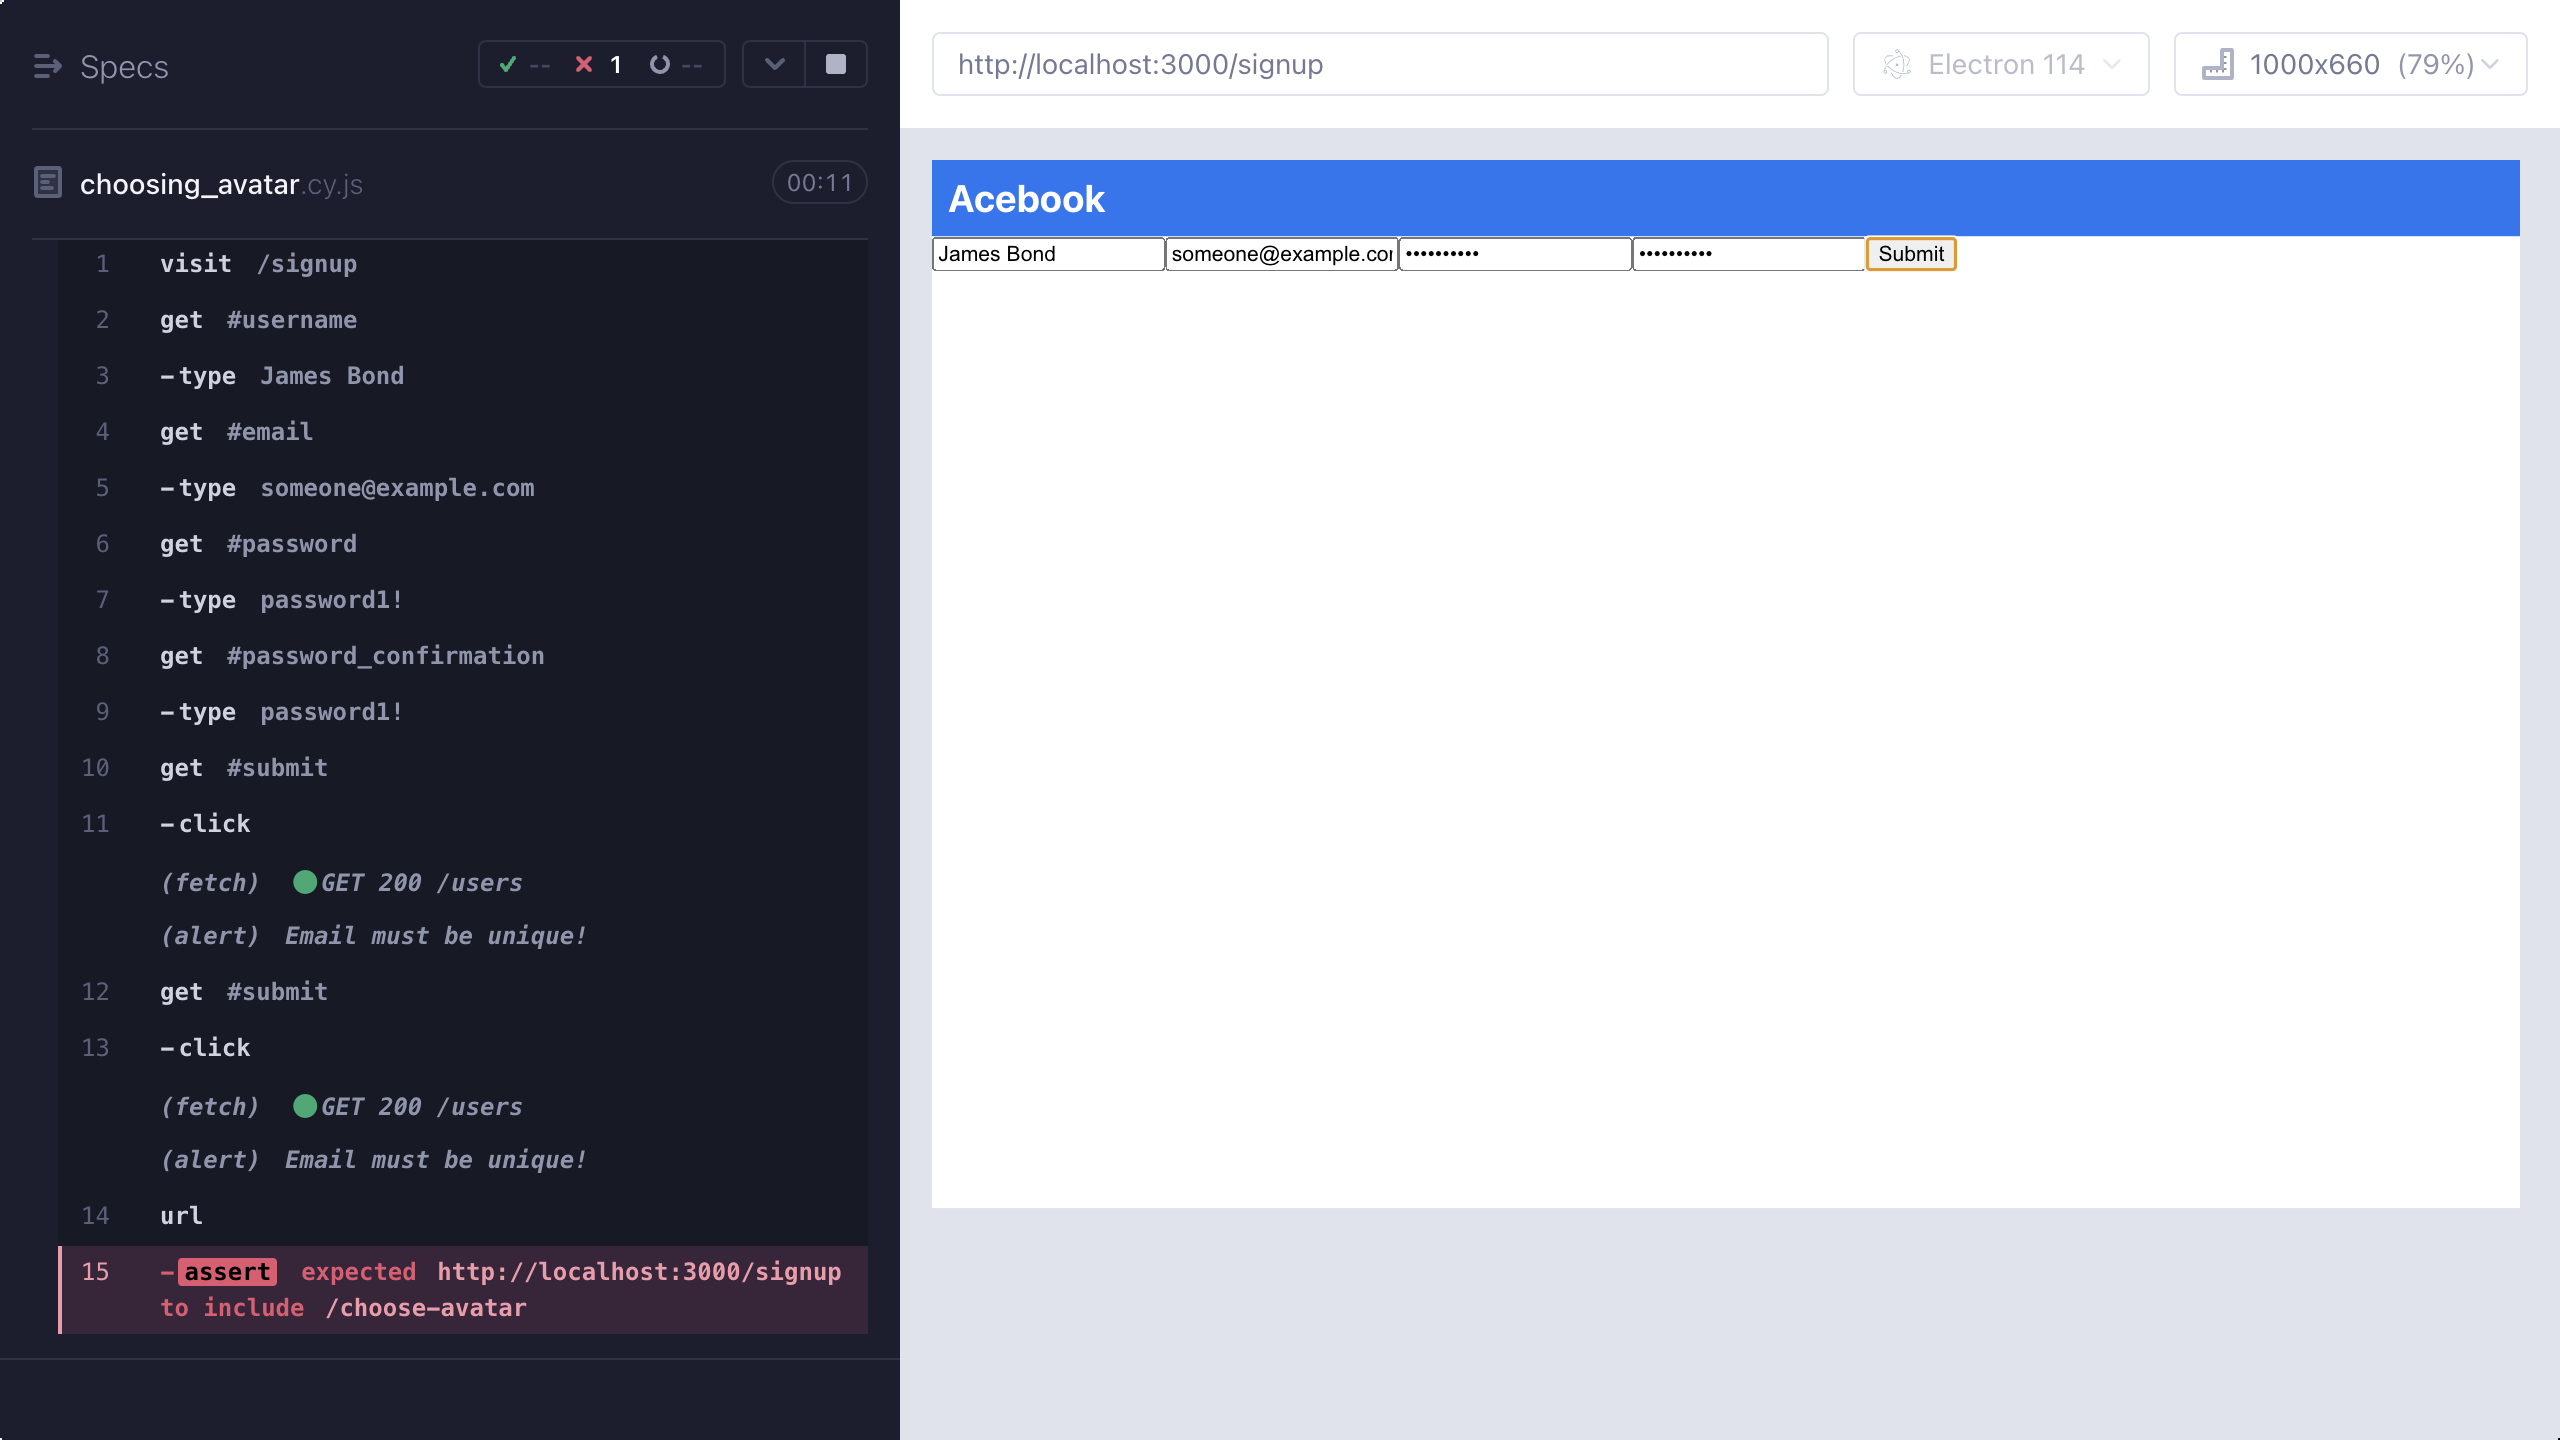 Specs
-- 1 --
choosing_avatar.cy.js
00:11
1 visit /signup
2 get #username
3 -type James Bond
4 get #email
5 -type someone@example.com
6 get #password
7 -type password1!
8 get #password_confirmation
9 -type password1!
10 get #submit
11 -click
(fetch) GET 200 /users
(alert) Email must be unique!
12 get #submit
13 -click
(fetch) GET 200 /users
(alert) Email must be unique!
14 url
15 -assert expected http://localhost:3000/signup
to include /choose-avatar
http://localhost:3000/signup
Electron 114
1000x660 (79%)
Acebook
James Bond someone@example.com •••••••••• •••••••••• Submit